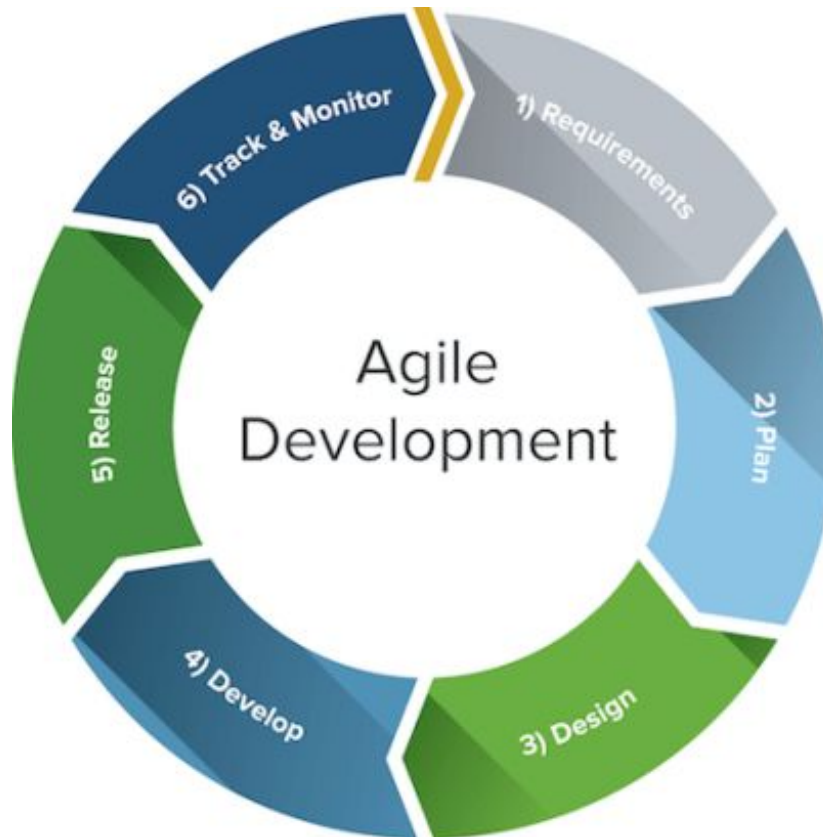 Agile
Development
1) Requirements
2) Plan
3) Design
4) Develop
5) Release
6) Track & Monitor